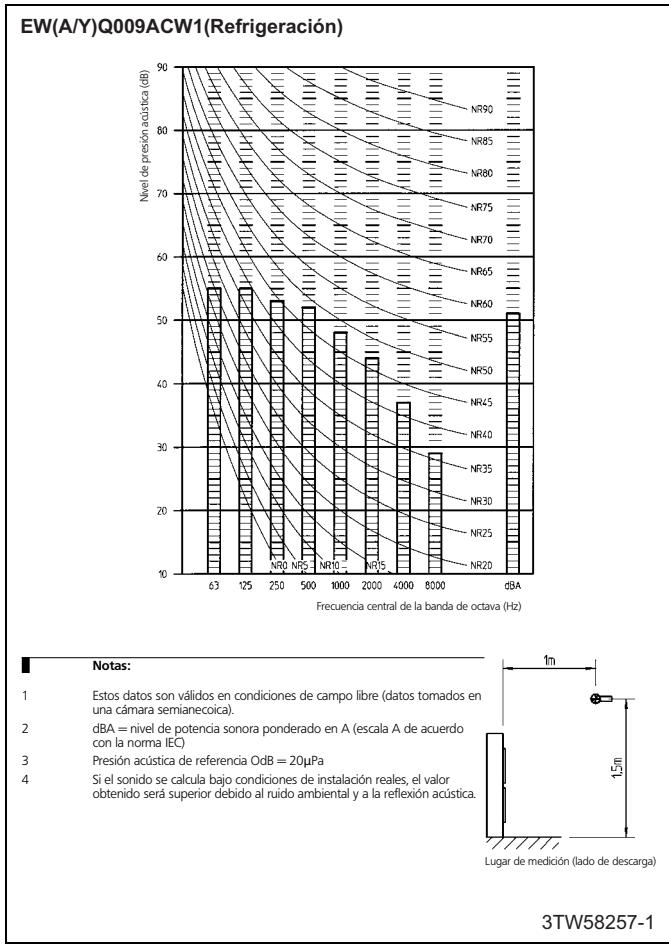 EW(A/Y)Q009ACW1(Refrigeración)
Nivel de presión acústica (dB)
90
80
70
60
50
40
30
20
10
NR90
NR85
NR80
NR75
NR70
NR65
NR60
NR55
NR50
NR45
NR40
NR35
NR30
NR25
NR20
NR0 NR5 NR10 NR15
63 125 250 500 1000 2000 4000 8000 dBA
Frecuencia central de la banda de octava (Hz)
Notas:
1 Estos datos son válidos en condiciones de campo libre (datos tomados en
una cámara semianecoica).
2 dBA = nivel de potencia sonora ponderado en A (escala A de acuerdo
con la norma IEC)
3 Presión acústica de referencia OdB = 20µPa
4 Si el sonido se calcula bajo condiciones de instalación reales, el valor
obtenido será superior debido al ruido ambiental y a la reflexión acústica.
1m
1,5m
Lugar de medición (lado de descarga)
3TW58257-1